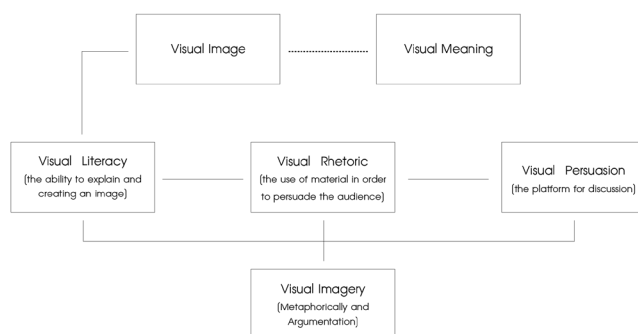 Visual Image
Visual Meaning
Visual Literacy
(the ability to explain and
creating an image)
Visual Rhetoric
(the use of material in order
to persuade the audience)
Visual Persuasion
(the platform for discussion)
Visual Imagery
(Metaphorically and
Argumentation)